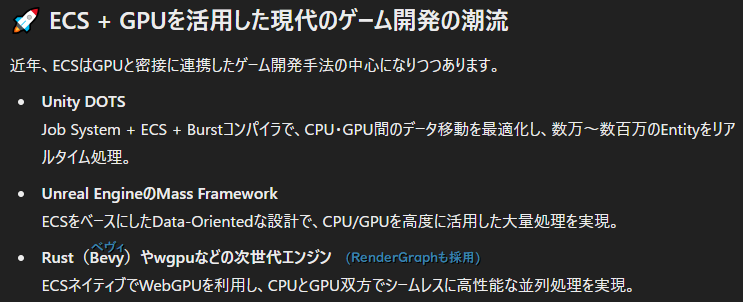 🚀 ECS + GPUを活用した現代のゲーム開発の潮流
近年、ECSはGPUと密接に連携したゲーム開発手法の中心になりつつあります。
• Unity DOTS
Job System + ECS + Burstコンパイラで、CPU・GPU間のデータ移動を最適化し、数万～数百万のEntityをリア
ルタイム処理。
• Unreal EngineのMass Framework
ECSをベースにしたData-Orientedな設計で、CPU/GPUを高度に活用した大量処理を実現。
ベヴィ
• Rust（Bevy）やwgpuなどの次世代エンジン (RenderGraphも採用)
ECSネイティブでWebGPUを利用し、CPUとGPU双方でシームレスに高性能な並列処理を実現。